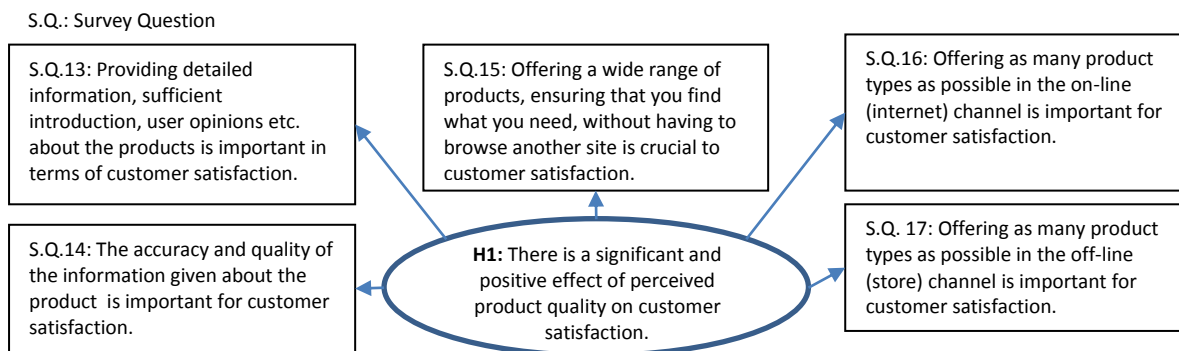 S.Q.: Survey Question
S.Q.13: Providing detailed
information, sufficient
introduction, user opinions etc.
about the products is important in
terms of customer satisfaction.
S.Q.15: Offering a wide range of
products, ensuring that you find
what you need, without having to
browse another site is crucial to
customer satisfaction.
S.Q.16: Offering as many product
types as possible in the on-line
(internet) channel is important for
customer satisfaction.
S.Q.14: The accuracy and quality of
the information given about the
product is important for customer
satisfaction.
H1: There is a significant and
positive effect of perceived
product quality on customer
satisfaction.
S.Q. 17: Offering as many product
types as possible in the off-line
(store) channel is important for
customer satisfaction.